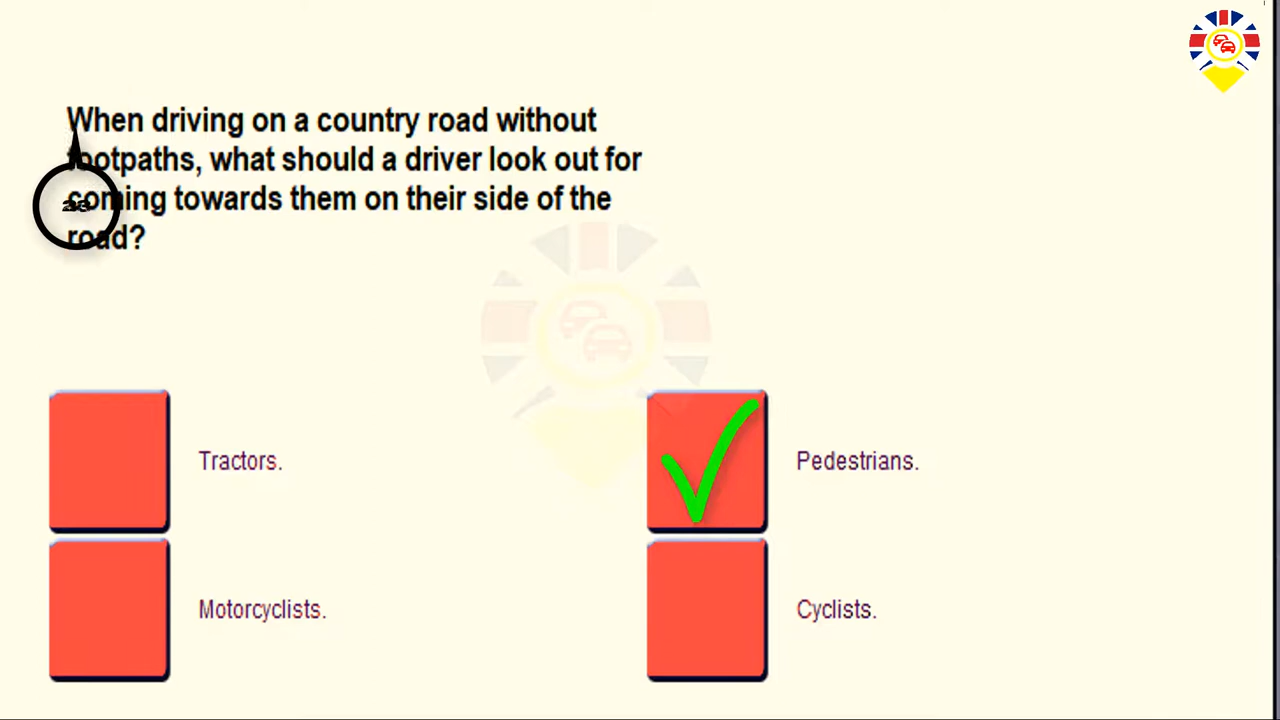 When driving on a country road without
footpaths, what should a driver look out for
coming towards them on their side of the
road?
Tractors.
Pedestrians.
Motorcyclists.
Cyclists.